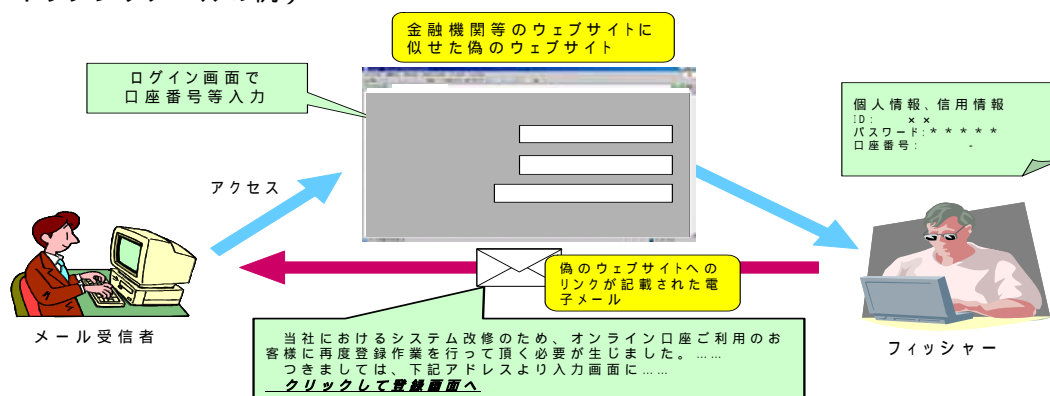 金融機関等のウェブサイトに
似せた偽のウェブサイト
ログイン画面で
口座番号等入力
個人情報、信用情報
ID: ××
パスワード:*****
口座番号: -
アクセス
偽のウェブサイトへの
リンクが記載された電
子メール
メール受信者
フィッシャー
当社におけるシステム改修のため、オンライン口座ご利用のお
客様に再度登録作業を行って頂く必要が生じました。……
つきましては、下記アドレスより入力画面に……
クリックして登録画面へ